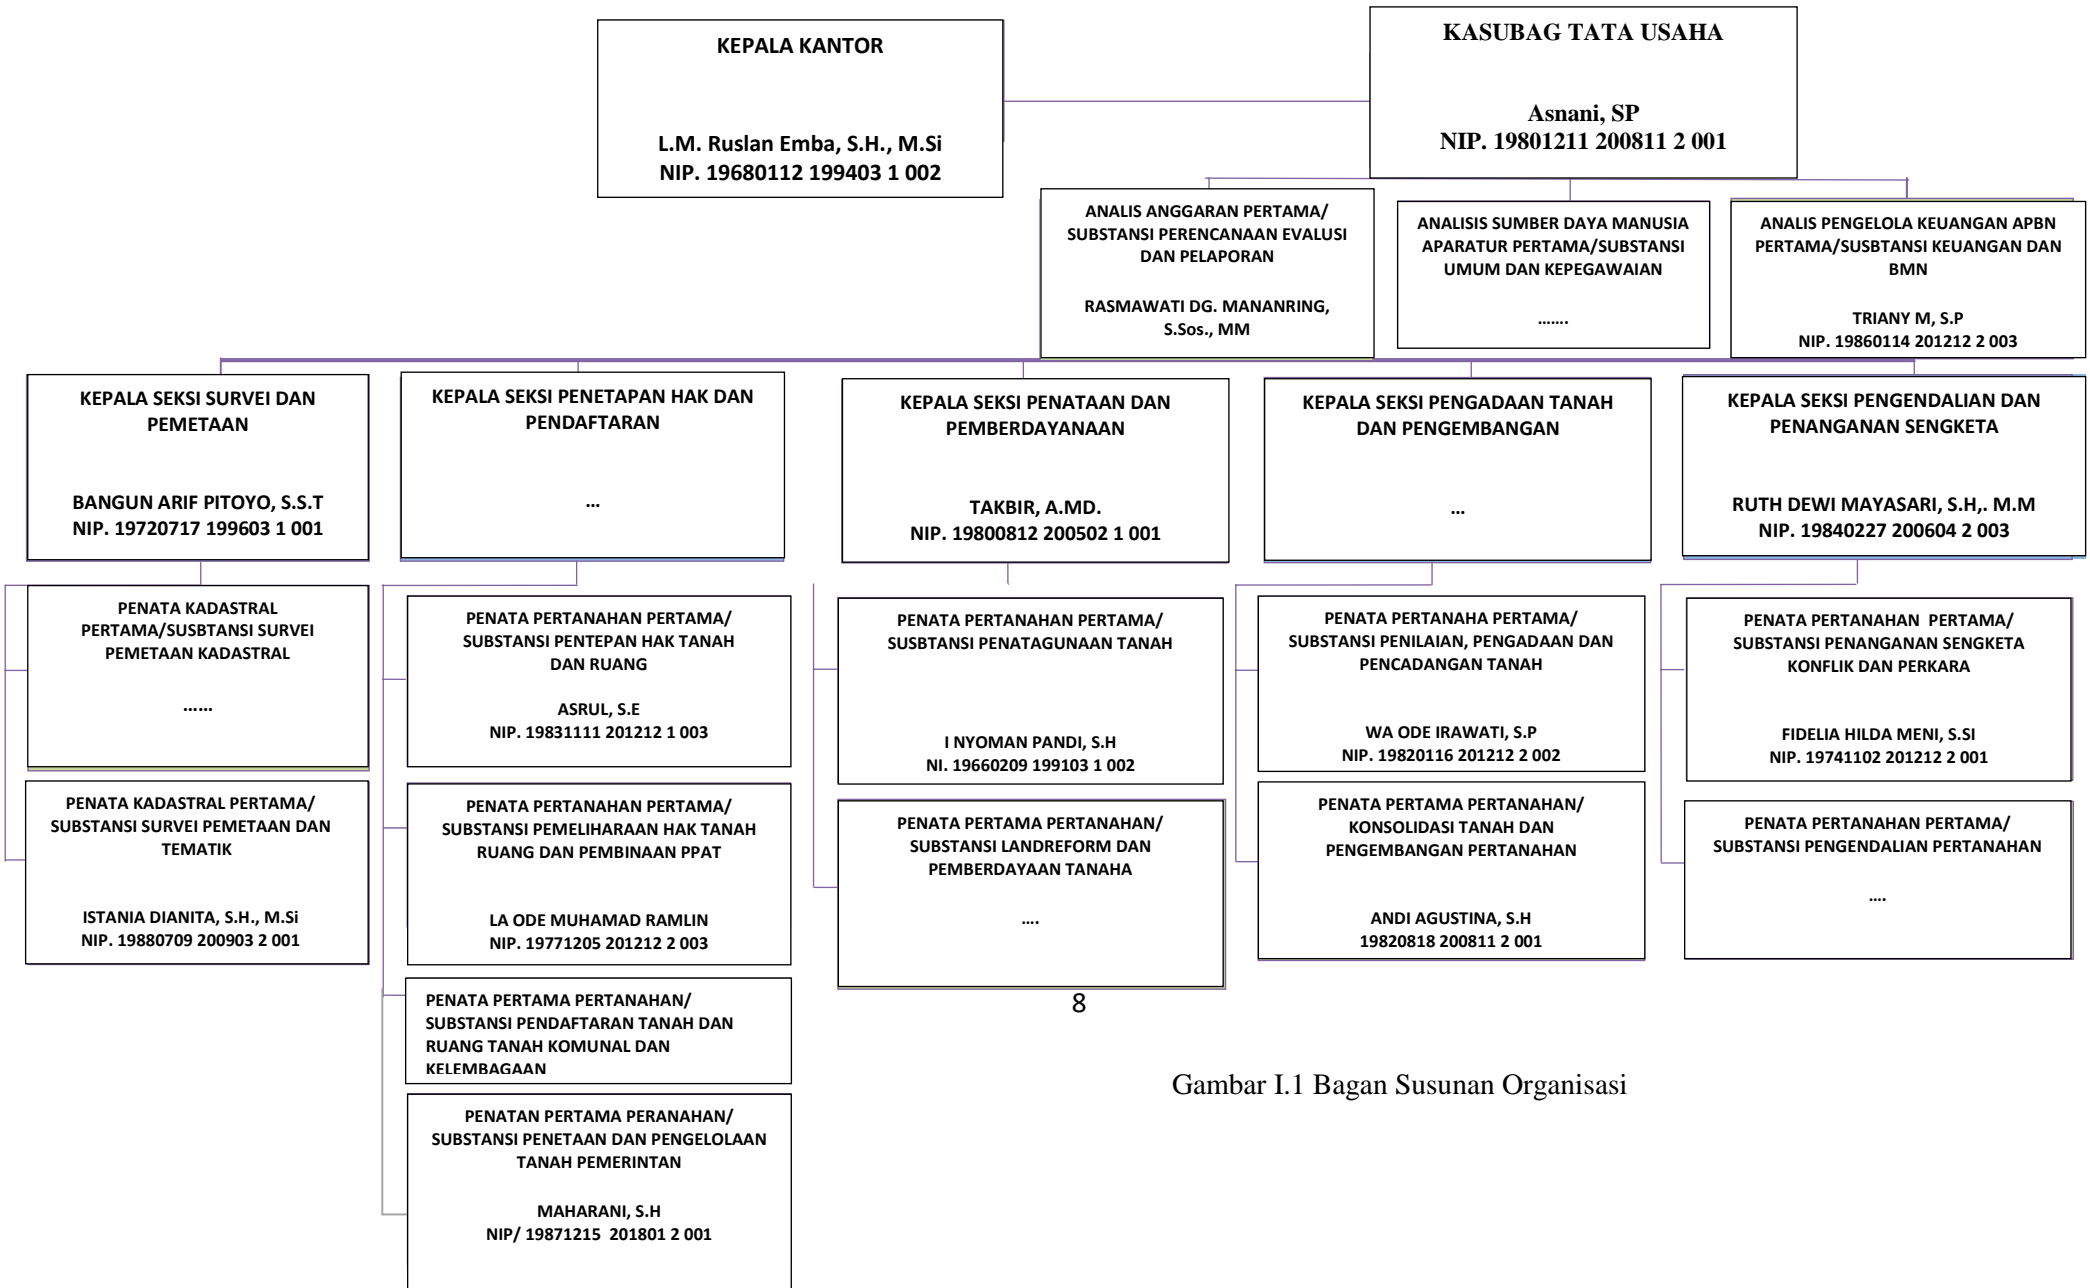 KEPALA KANTOR
L.M. Ruslan Emba, S.H., M.Si
NIP. 19680112 199403 1 002
KASUBAG TATA USAHA
Asnani, SP
NIP. 19801211 200811 2 001
ANALIS ANGGARAN PERTAMA/
SUBSTANSI PERENCANAAN EVALUSI
DAN PELAPORAN
RASMAWATI DG. MANANRING,
S.Sos., MM
ANALISIS SUMBER DAYA MANUSIA
APARATUR PERTAMA/SUBSTANSI
UMUM DAN KEPEGAWAIAN
.......
ANALIS PENGELOLA KEUANGAN APBN
PERTAMA/SUSBTANSI KEUANGAN DAN
BMN
TRIANY M, S.P
NIP. 19860114 201212 2 003
KEPALA SEKSI SURVEI DAN
PEMETAAN
BANGUN ARIF PITOYO, S.S.T
NIP. 19720717 199603 1 001
KEPALA SEKSI PENETAPAN HAK DAN
PENDAFTARAN
...
KEPALA SEKSI PENATAAN DAN
PEMBERDAYANAAN
TAKBIR, A.MD.
NIP. 19800812 200502 1 001
KEPALA SEKSI PENGADAAN TANAH
DAN PENGEMBANGAN
...
KEPALA SEKSI PENGENDALIAN DAN
PENANGANAN SENGKETA
RUTH DEWI MAYASARI, S.H,. M.M
NIP. 19840227 200604 2 003
PENATA KADASTRAL
PERTAMA/SUSBTANSI SURVEI
PEMETAAN KADASTRAL
......
PENATA KADASTRAL PERTAMA/
SUBSTANSI SURVEI PEMETAAN DAN
TEMATIK
ISTANIA DIANITA, S.H., M.Si
NIP. 19880709 200903 2 001
PENATA PERTANAHAN PERTAMA/
SUBSTANSI PENTEPAN HAK TANAH
DAN RUANG
ASRUL, S.E
NIP. 19831111 201212 1 003
PENATA PERTANAHAN PERTAMA/
SUBSTANSI PEMELIHARAAN HAK TANAH
RUANG DAN PEMBINAAN PPAT
LA ODE MUHAMAD RAMLIN
NIP. 19771205 201212 2 003
PENATA PERTAMA PERTANAHAN/
SUBSTANSI PENDAFTARAN TANAH DAN
RUANG TANAH KOMUNAL DAN
KELEMBAGAAN
PENATAN PERTAMA PERANAHAN/
SUBSTANSI PENETAAN DAN PENGELOLAAN
TANAH PEMERINTAN
MAHARANI, S.H
NIP/ 19871215 201801 2 001
PENATA PERTANAHAN PERTAMA/
SUSBTANSI PENATAGUNAAN TANAH
I NYOMAN PANDI, S.H
NI. 19660209 199103 1 002
PENATA PERTAMA PERTANAHAN/
SUBSTANSI LANDREFORM DAN
PEMBERDAYAAN TANAHA
....
PENATA PERTANAHA PERTAMA/
SUBSTANSI PENILAIAN, PENGADAAN DAN
PENCADANGAN TANAH
WA ODE IRAWATI, S.P
NIP. 19820116 201212 2 002
PENATA PERTAMA PERTANAHAN/
KONSOLIDASI TANAH DAN
PENGEMBANGAN PERTANAHAN
ANDI AGUSTINA, S.H
19820818 200811 2 001
PENATA PERTANAHAN PERTAMA/
SUBSTANSI PENANGANAN SENGKETA
KONFLIK DAN PERKARA
FIDELIA HILDA MENI, S.SI
NIP. 19741102 201212 2 001
PENATA PERTANAHAN PERTAMA/
SUBSTANSI PENGENDALIAN PERTANAHAN
....
8
Gambar I.1 Bagan Susunan Organisasi